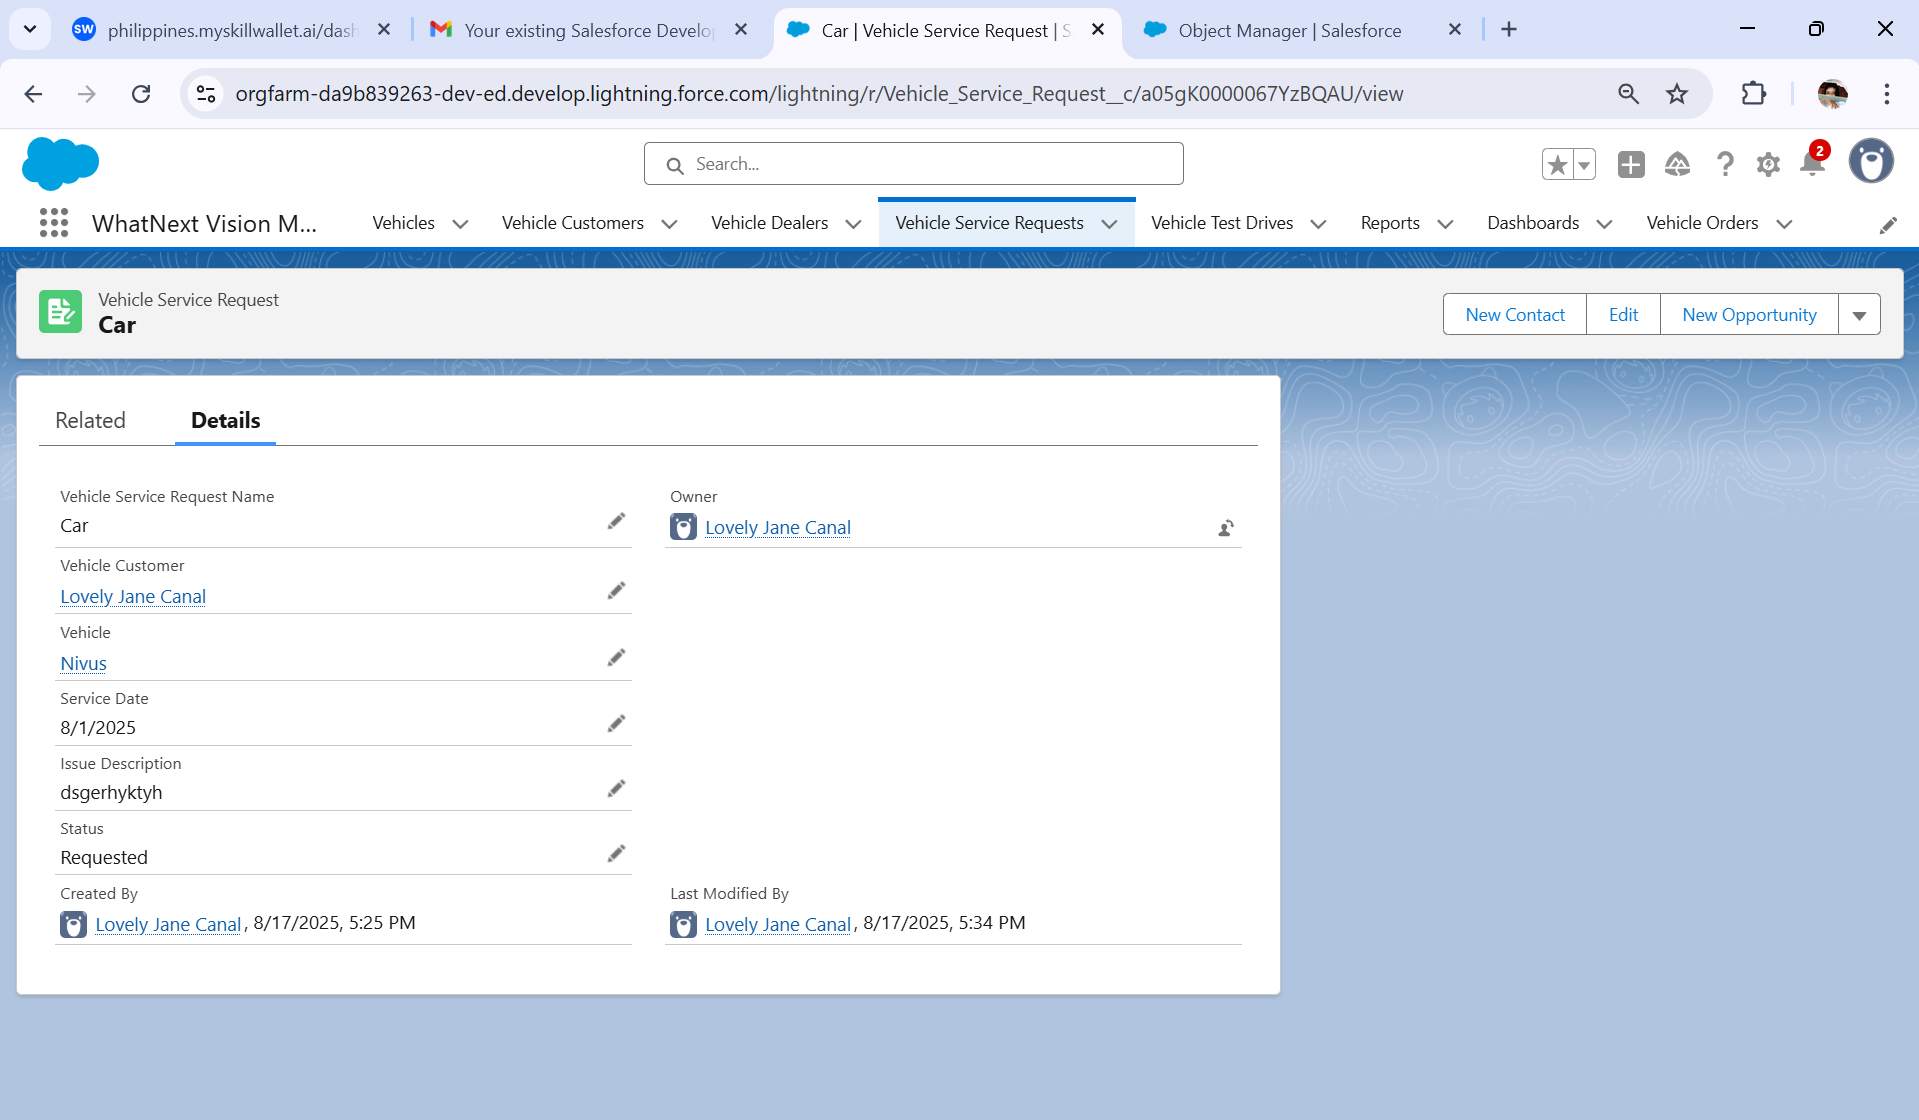 SW philippines.myskillwallet.ai/dash
Your existing Salesforce Develo
Car | Vehicle Service Request | S
Object Manager | Salesforce
orgfarm-da9b839263-dev-ed.develop.lightning.force.com/lightning/r/Vehicle_Service_Request__c/a05gK0000067YzBQAU/view
Search...
2
WhatNext Vision M...
Vehicles
Vehicle Customers
Vehicle Dealers
Vehicle Service Requests
Vehicle Test Drives
Reports
Dashboards
Vehicle Orders
Vehicle Service Request
Car
New Contact
Edit
New Opportunity
Related
Details
Vehicle Service Request Name
Car
Owner
Lovely Jane Canal
Vehicle Customer
Lovely Jane Canal
Vehicle
Nivus
Service Date
8/1/2025
Issue Description
dsgerhyktyh
Status
Requested
Created By
Lovely Jane Canal, 8/17/2025, 5:25 PM
Last Modified By
Lovely Jane Canal, 8/17/2025, 5:34 PM